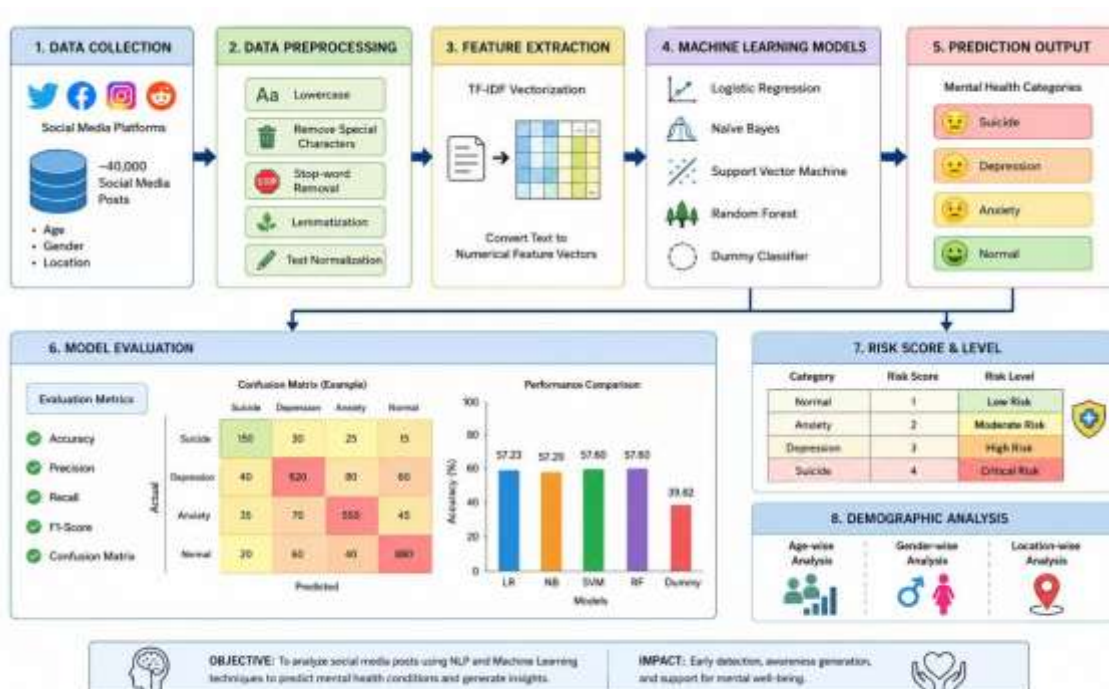 1. DATA COLLECTION
Social Media Platforms
~40,000
Social Media
Posts
• Age
• Gender
• Location
2. DATA PREPROCESSING
Aa Lowercase
Remove Special
Characters
STOP
Stop-word
Removal
Lemmatization
Text Normalization
3. FEATURE EXTRACTION
TF-IDF Vectorization
Convert Text to
Numerical Feature Vectors
4. MACHINE LEARNING MODELS
Logistic Regression
Naïve Bayes
Support Vector Machine
Random Forest
Dummy Classifier
5. PREDICTION OUTPUT
Mental Health Categories
Suicide
Depression
Anxiety
Normal
6. MODEL EVALUATION
Evaluation Metrics
Accuracy
Precision
Recall
F1-Score
Confusion Matrix
Confusion Matrix (Example)
Suicide Depression Anxiety Normal
Actual
Suicide 150 30 25 15
Depression 40 620 80 60
Anxiety 35 70 550 45
Normal 20 60 40 880
Predicted
Performance Comparison
Accuracy (%)
100
80
60
40
20
0
57.23 57.29 57.60 57.60 39.62
LR NB SVM RF Dummy
Models
7. RISK SCORE & LEVEL
Category Risk Score Risk Level
Normal 1 Low Risk
Anxiety 2 Moderate Risk
Depression 3 High Risk
Suicide 4 Critical Risk
8. DEMOGRAPHIC ANALYSIS
Age-wise
Analysis
Gender-wise
Analysis
Location-wise
Analysis
OBJECTIVE: To analyze social media posts using NLP and Machine Learning
techniques to predict mental health conditions and generate insights.
IMPACT: Early detection, awareness generation,
and support for mental well-being.